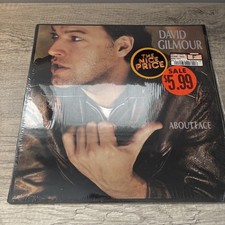 DAVID
GILMOUR
THE
NICE
PRICE
SALE
$5.99
ABOUT FACE